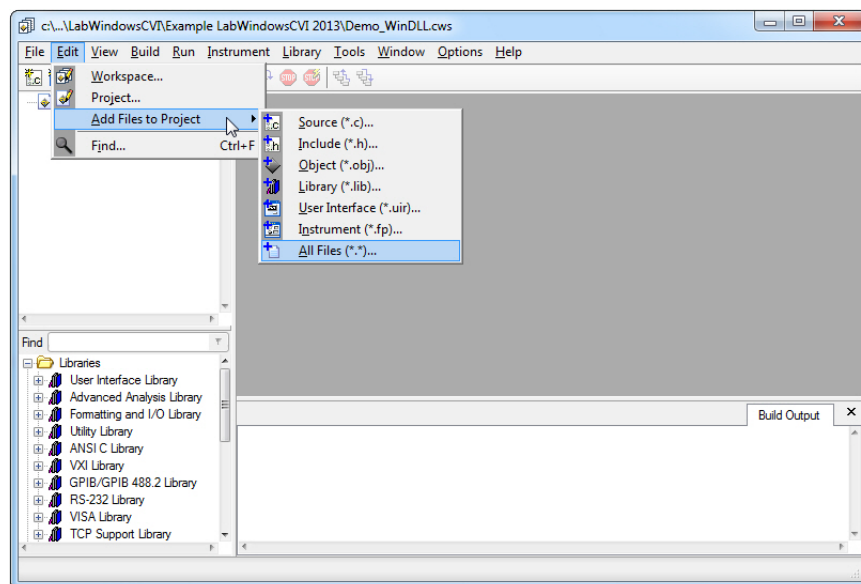 c:\...\LabWindowsCVI\Example LabWindowsCVI 2013\Demo_WinDLL.cws
File Edit View Build Run Instrument Library Tools Window Options Help
Workspace...
Project...
Add Files to Project
Find... Ctrl+F
Source (*.c)...
Include (*.h)...
Object (*.obj)...
Library (*.lib)...
User Interface (*.uir)...
Instrument (*.fp)...
All Files (*.*)...
Find
Libraries
User Interface Library
Advanced Analysis Library
Formatting and I/O Library
Utility Library
ANSI C Library
VXI Library
GPIB/GPIB 488.2 Library
RS-232 Library
VISA Library
TCP Support Library
Build Output